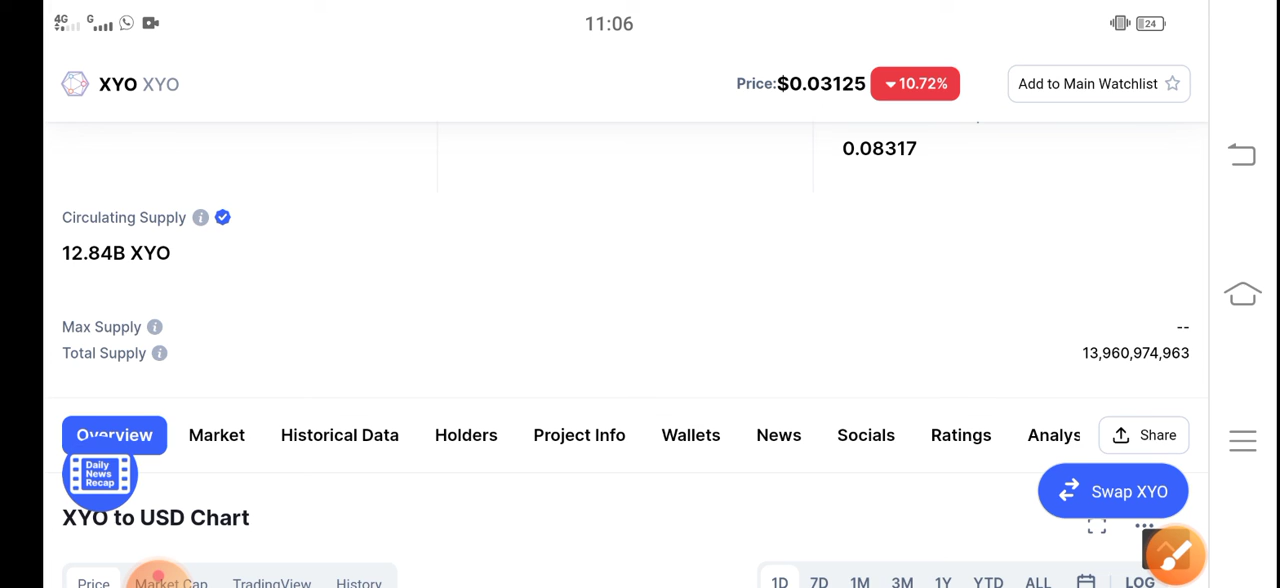 4G G 11:06 24
XYO XYO Price:$0.03125 10.72% Add to Main Watchlist
0.08317
Circulating Supply
12.84B XYO
Max Supply --
Total Supply 13,960,974,963
Overview Market Historical Data Holders Project Info Wallets News Socials Ratings Analys Share
Daily
News
Recap
Swap XYO
XYO to USD Chart
Price Market Cap TradingView History 1D 7D 1M 3M 1Y YTD ALL LOG